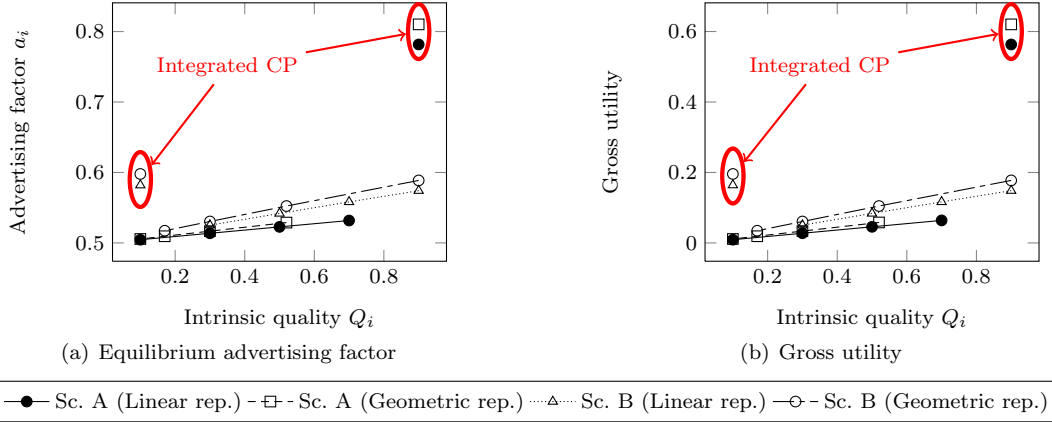 0.8
0.7
0.6
0.5
Advertising factor a_i
Integrated CP
0.2 0.4 0.6 0.8
Intrinsic quality Q_i
(a) Equilibrium advertising factor
0.6
0.4
0.2
0
Gross utility
Integrated CP
0.2 0.4 0.6 0.8
Intrinsic quality Q_i
(b) Gross utility
Sc. A (Linear rep.) Sc. A (Geometric rep.) Sc. B (Linear rep.) Sc. B (Geometric rep.)